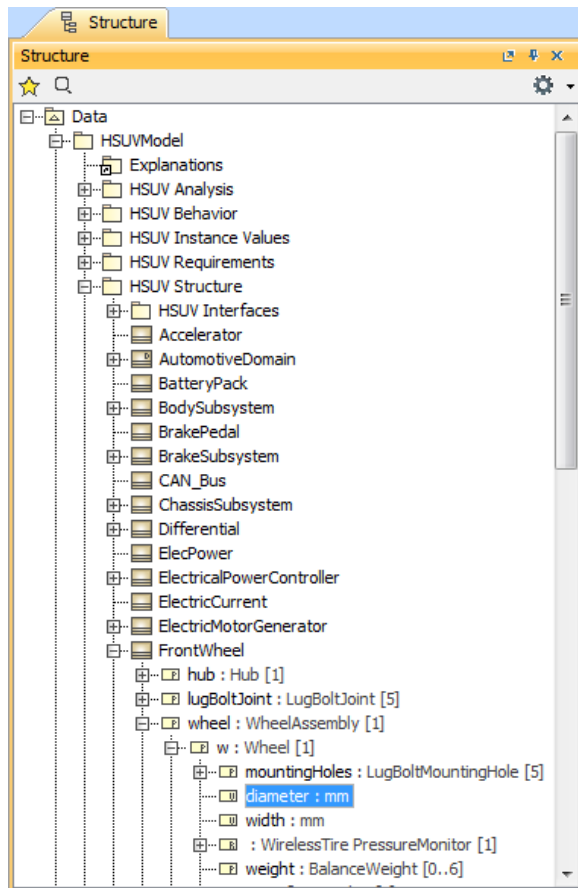 Structure
Structure
Data
HSUVModel
Explanations
HSUV Analysis
HSUV Behavior
HSUV Instance Values
HSUV Requirements
HSUV Structure
HSUV Interfaces
Accelerator
AutomotiveDomain
BatteryPack
BodySubsystem
BrakePedal
BrakeSubsystem
CAN_Bus
ChassisSubsystem
Differential
ElecPower
ElectricalPowerController
ElectricCurrent
ElectricMotorGenerator
FrontWheel
hub : Hub [1]
lugBoltJoint : LugBoltJoint [5]
wheel : WheelAssembly [1]
w : Wheel [1]
mountingHoles : LugBoltMountingHole [5]
diameter : mm
width : mm
: WirelessTire PressureMonitor [1]
weight : BalanceWeight [0..6]